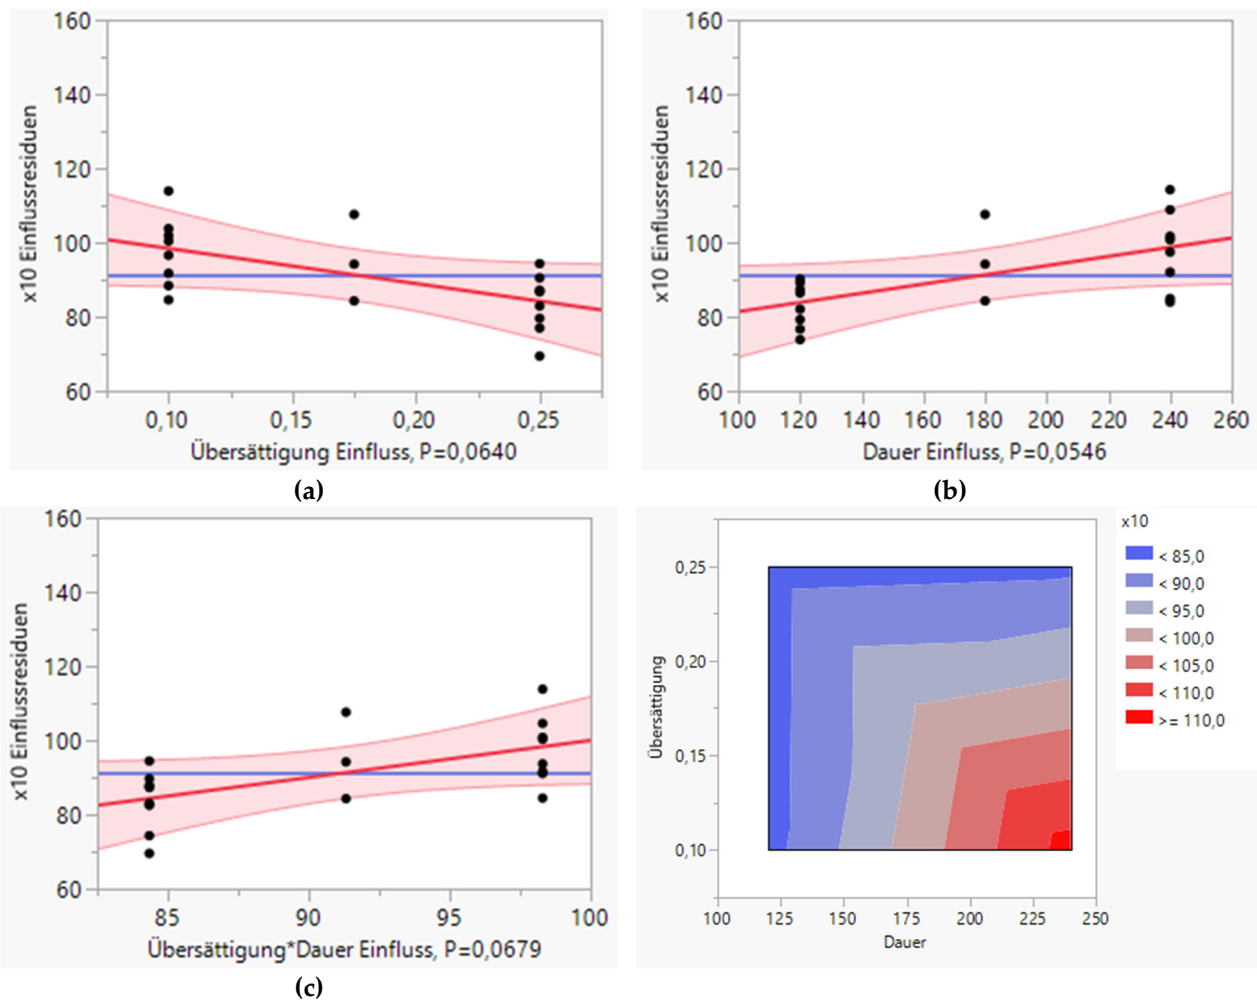 160
140
120
100
80
60
x10 Einflussresiduen
0,10 0,15 0,20 0,25
Übersättigung Einfluss, P=0,0640
(a)
160
140
120
100
80
60
x10 Einflussresiduen
100 120 140 160 180 200 220 240 260
Dauer Einfluss, P=0,0546
(b)
160
140
120
100
80
60
x10 Einflussresiduen
85 90 95 100
Übersättigung*Dauer Einfluss, P=0,0679
(c)
0,25
0,20
0,15
0,10
Übersättigung
100 125 150 175 200 225 250
Dauer
x10
< 85,0
< 90,0
< 95,0
< 100,0
< 105,0
< 110,0
>= 110,0